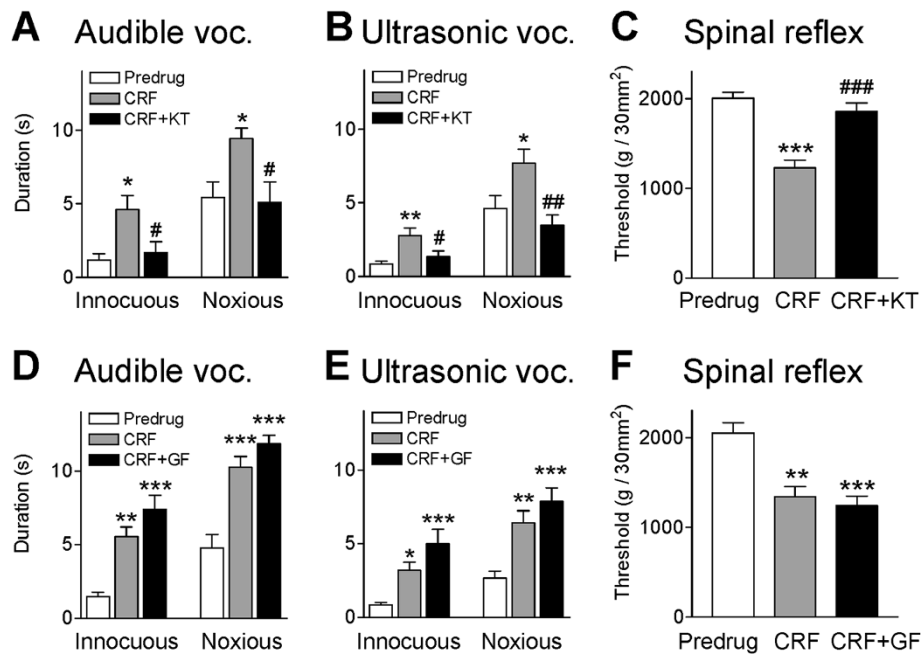 A Audible voc.
Duration (s)
10
5
0
Predrug
CRF
CRF+KT
*
#
*
#
Innocuous Noxious
B Ultrasonic voc.
10
5
0
Predrug
CRF
CRF+KT
**
#
*
##
Innocuous Noxious
C Spinal reflex
Threshold (g / 30mm²)
2000
1000
0
***
###
Predrug CRF CRF+KT
D Audible voc.
Duration (s)
10
5
0
Predrug
CRF
CRF+GF
**
***
***
***
Innocuous Noxious
E Ultrasonic voc.
10
5
0
Predrug
CRF
CRF+GF
*
***
**
***
Innocuous Noxious
F Spinal reflex
Threshold (g / 30mm²)
2000
1000
0
**
***
Predrug CRF CRF+GF